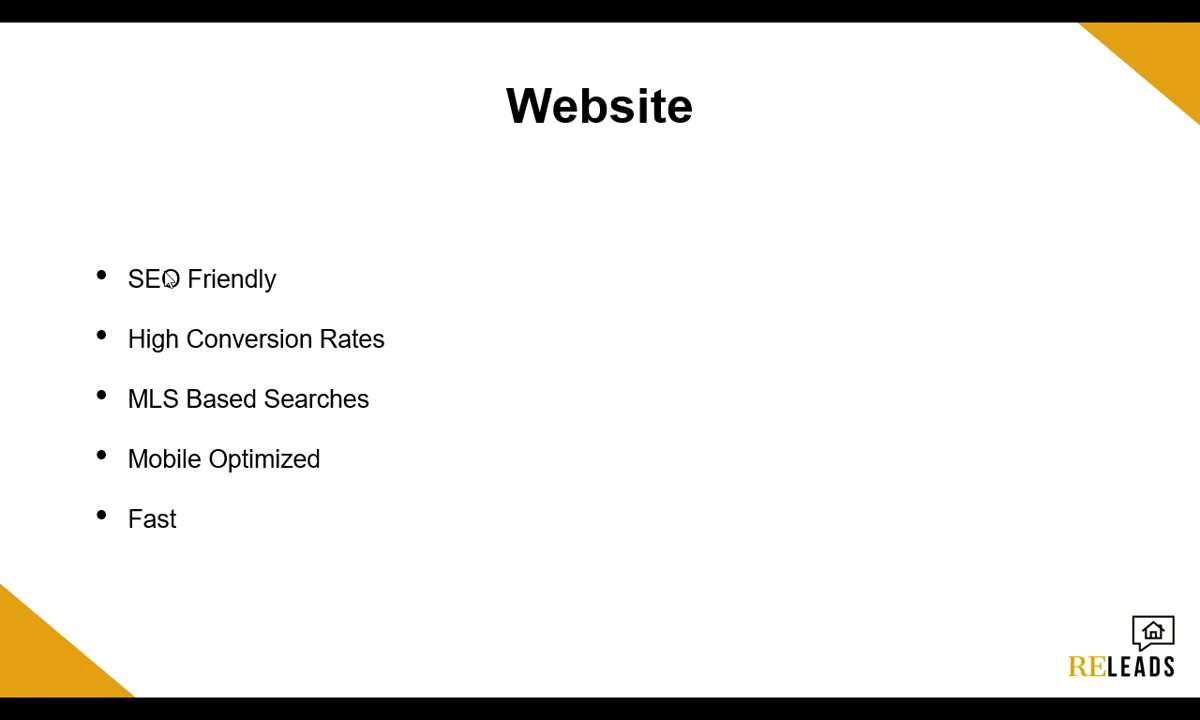 Website
• SEO Friendly
• High Conversion Rates
• MLS Based Searches
• Mobile Optimized
• Fast
RELEADS